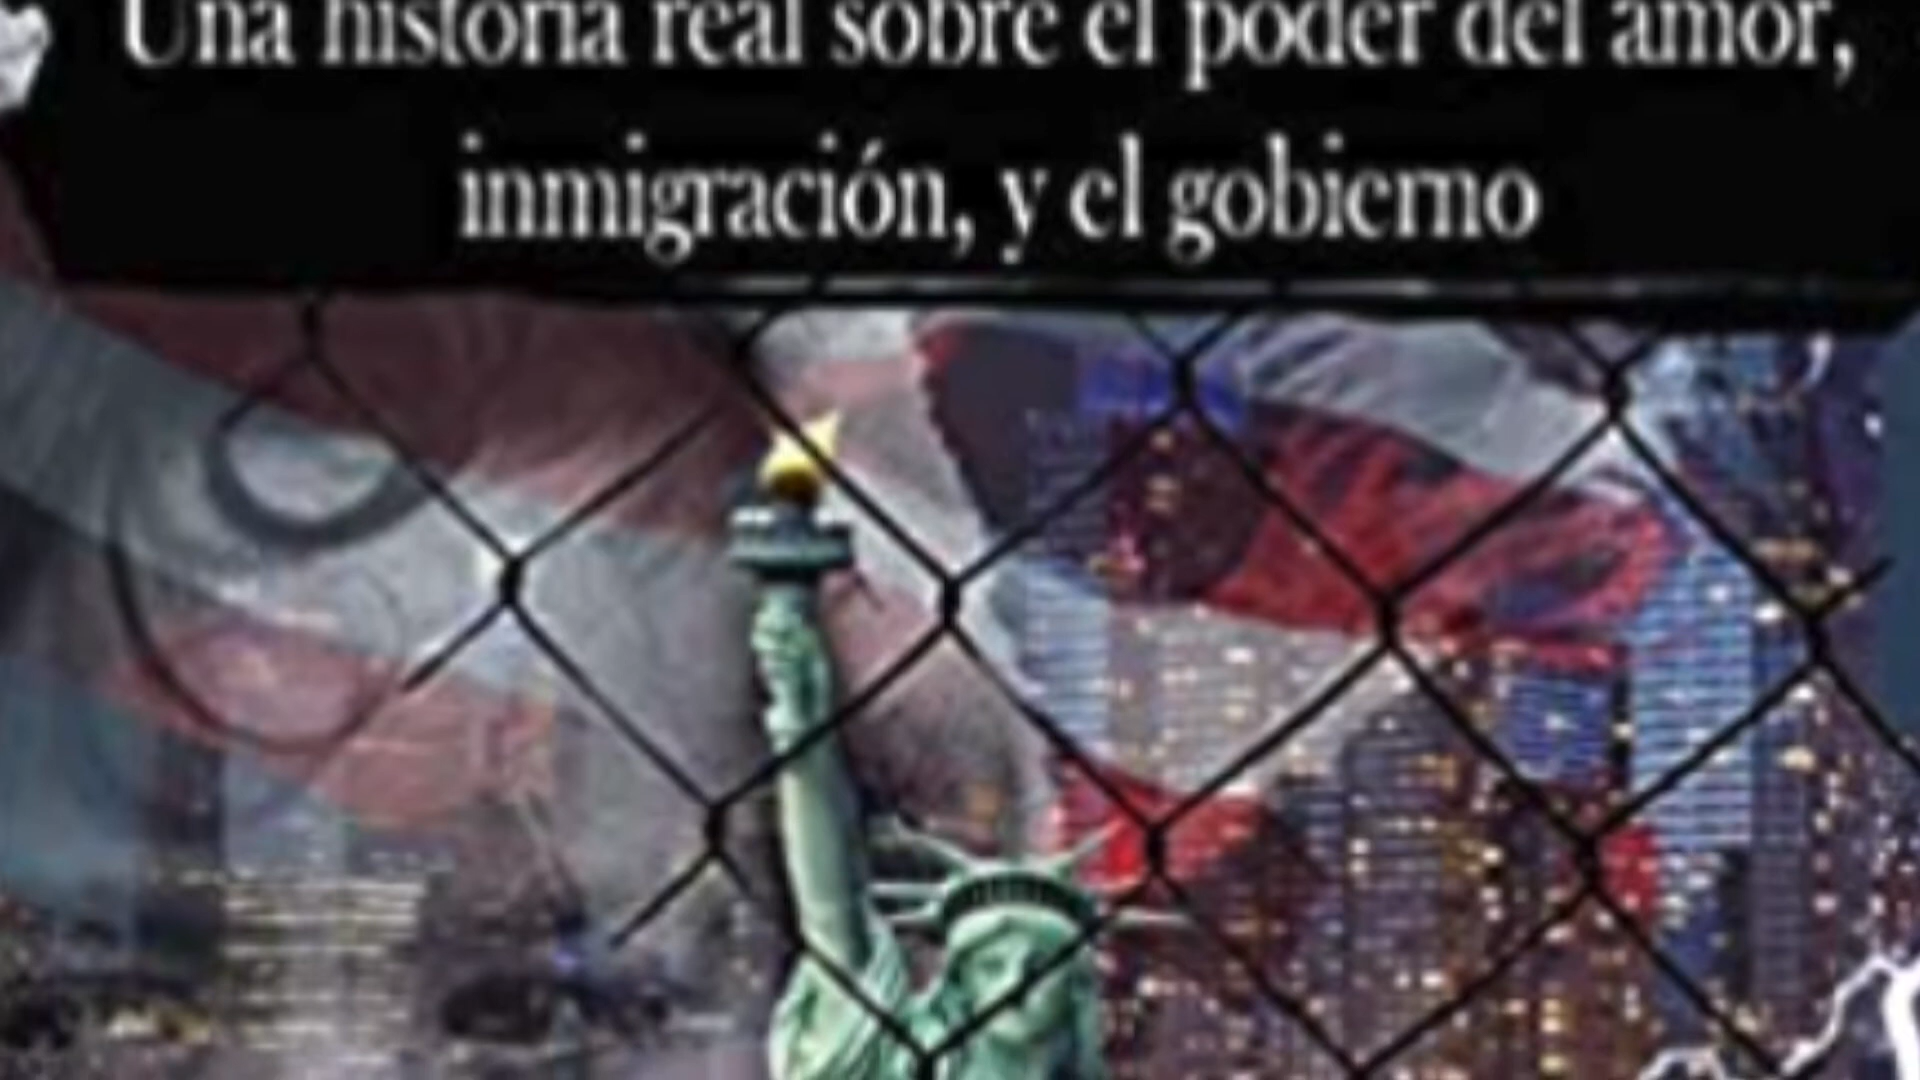 Una historia real sobre el poder del amor,
inmigración, y el gobierno